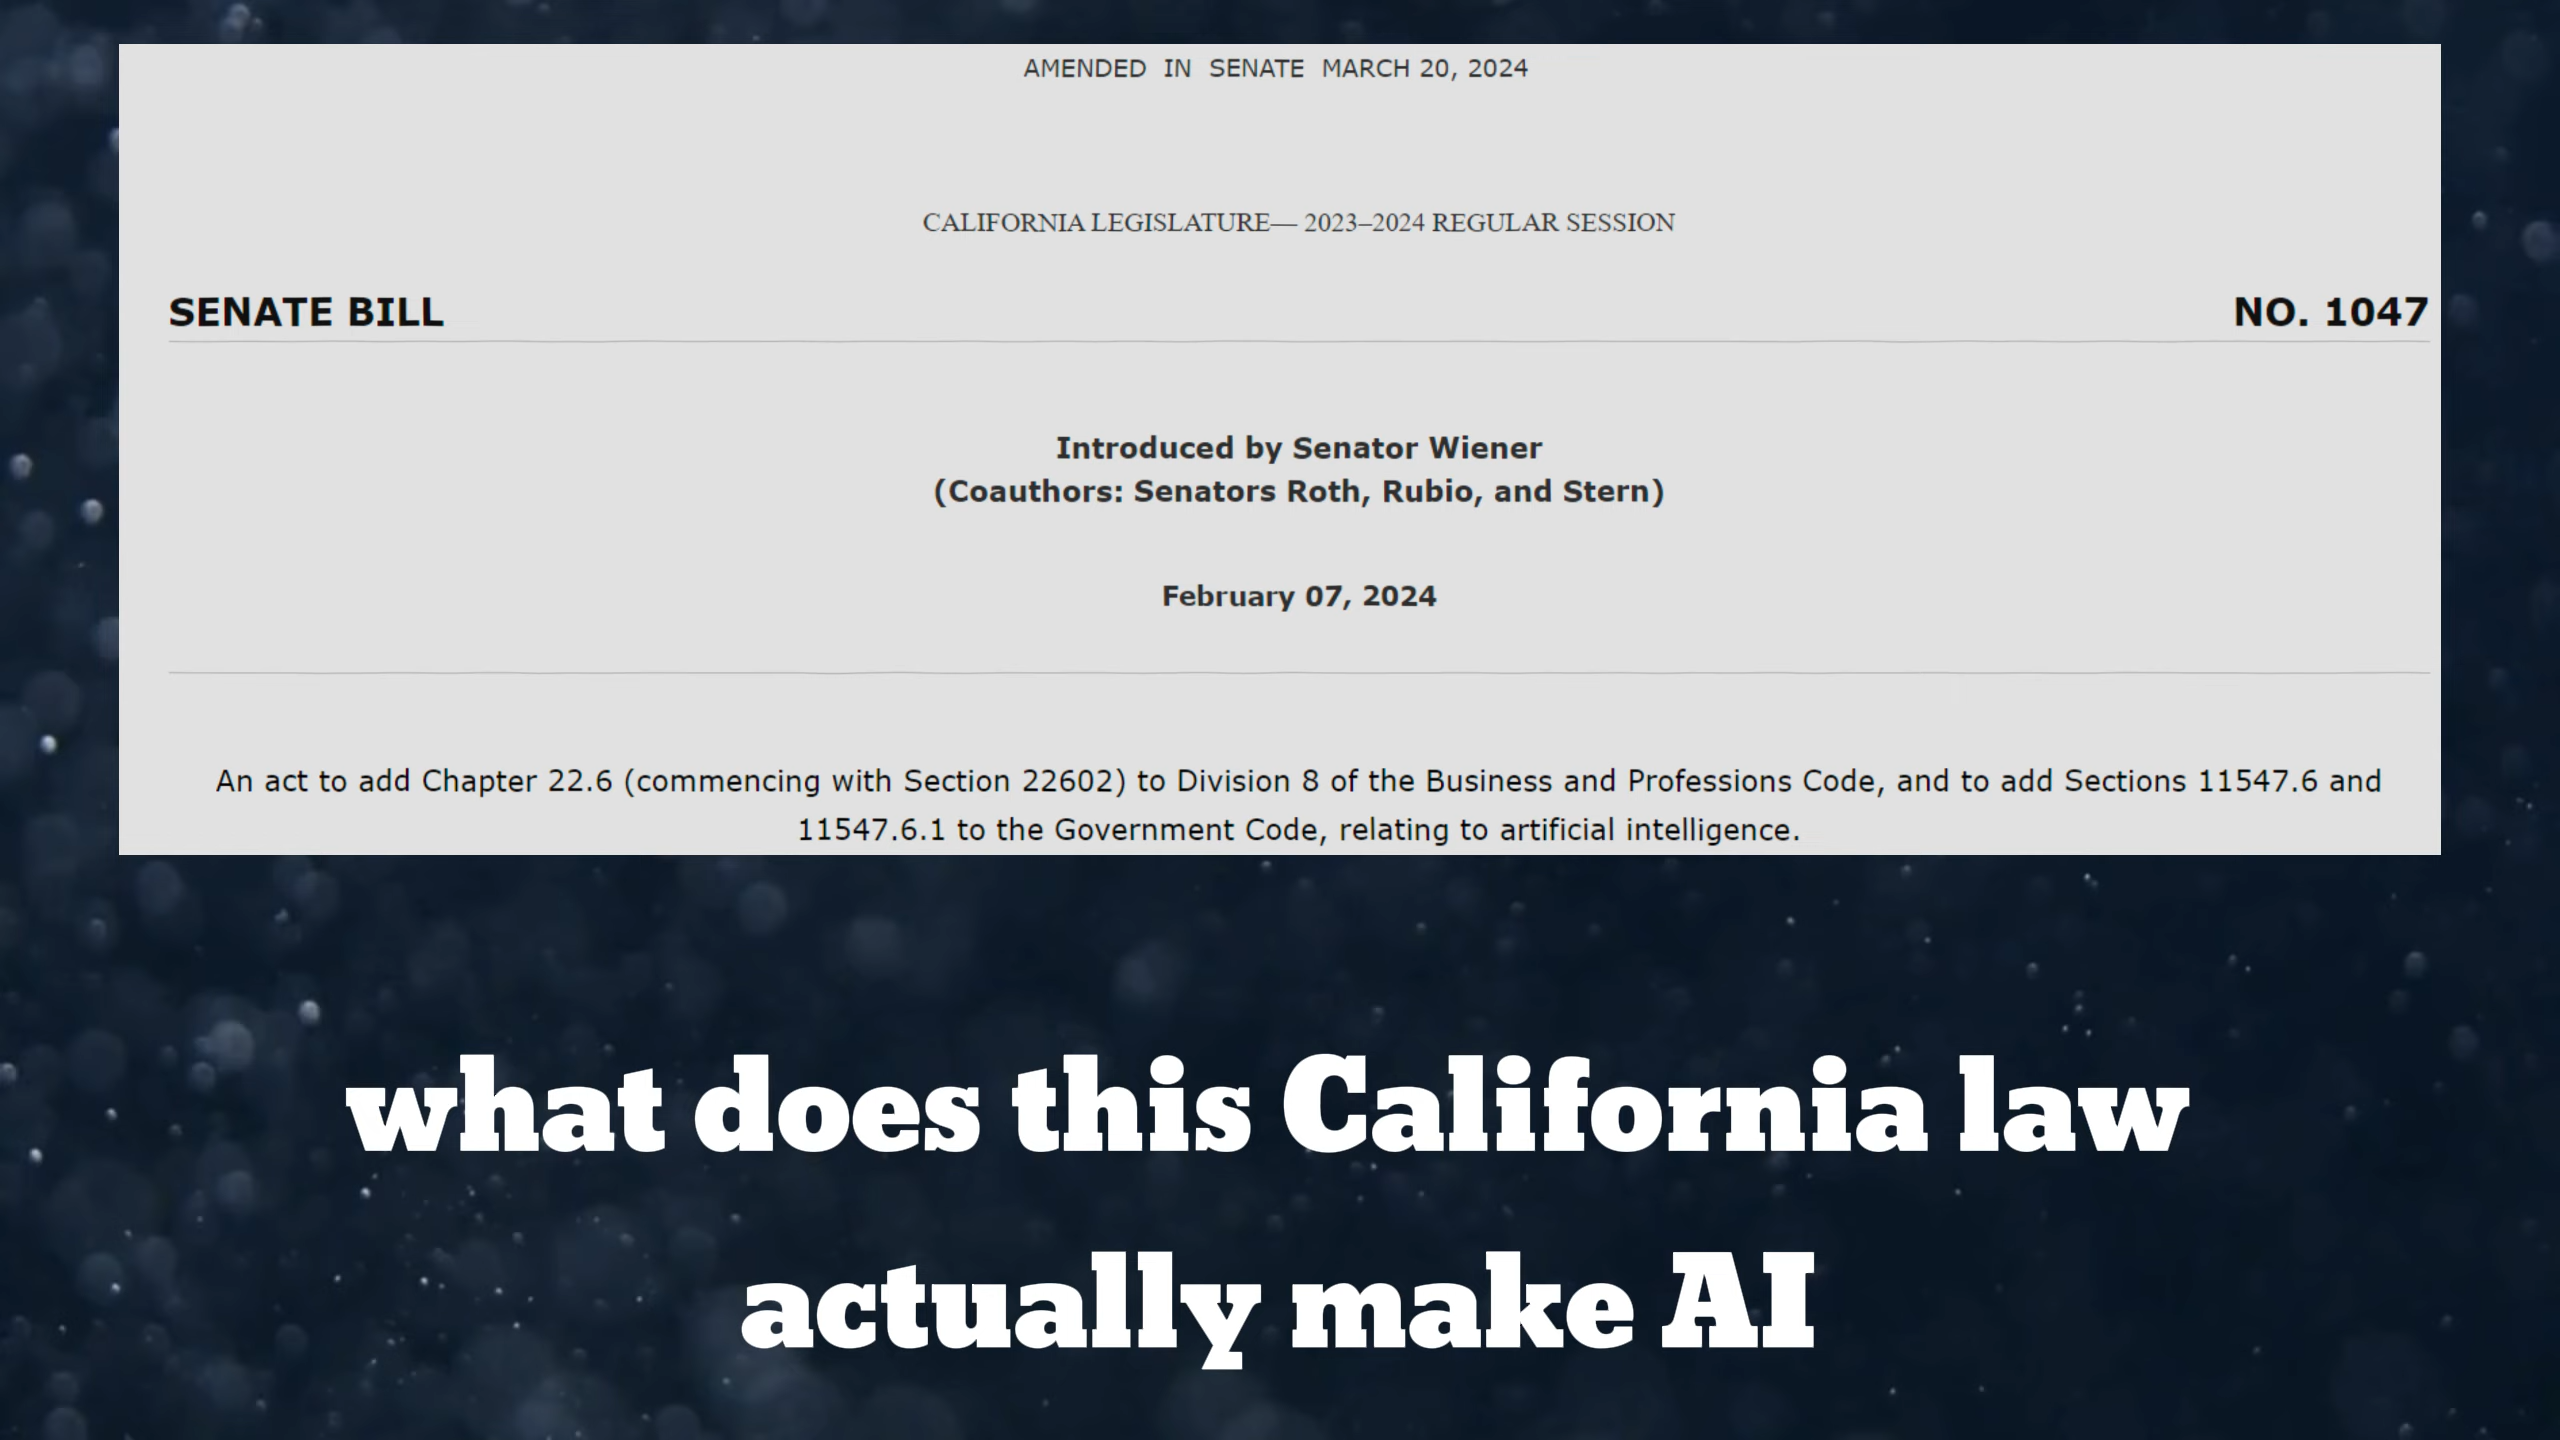 AMENDED IN SENATE MARCH 20, 2024
CALIFORNIA LEGISLATURE— 2023–2024 REGULAR SESSION
SENATE BILL NO. 1047
Introduced by Senator Wiener
(Coauthors: Senators Roth, Rubio, and Stern)
February 07, 2024
An act to add Chapter 22.6 (commencing with Section 22602) to Division 8 of the Business and Professions Code, and to add Sections 11547.6 and
11547.6.1 to the Government Code, relating to artificial intelligence.
what does this California law
actually make AI